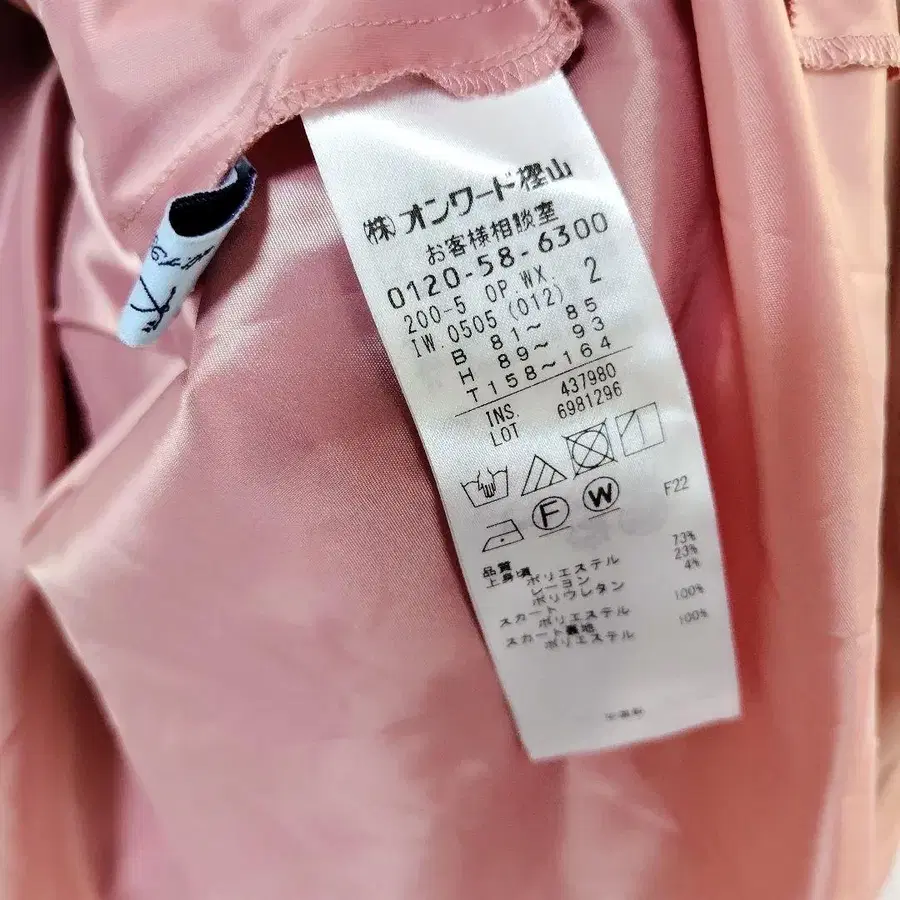 (株)オンワード樫山
お客様相談室
0120-58-6300
200-5 OP.WX. 2
IW.0505 (012)
B 81〜 85
H 89〜 93
T158〜164
INS. 437980
LOT 6981296
F W F22
品質
上身頃 ポリエステル 73%
レーヨン 23%
ポリウレタン 4%
スカート
ポリエステル 100%
スカート裏地
ポリエステル 100%